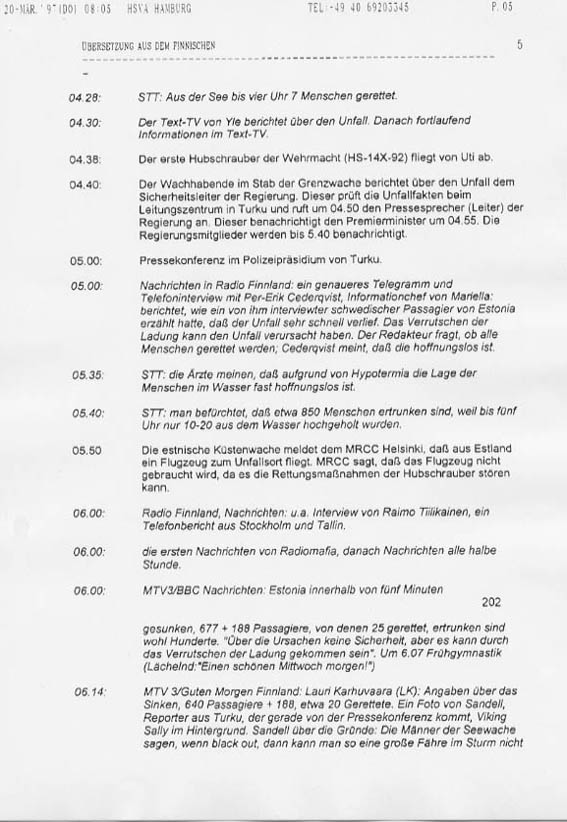 20-MÄR. '97(DO) 08:05 HSVA HAMBURG TEL:-49 40 69203345 P.05
ÜBERSETZUNG AUS DEM FINNISCHEN 5
04.28: STT: Aus der See bis vier Uhr 7 Menschen gerettet.
04.30: Der Text-TV von Yle berichtet über den Unfall. Danach fortlaufend
Informationen im Text-TV.
04.38: Der erste Hubschrauber der Wehrmacht (HS-14X-92) fliegt von Uti ab.
04.40: Der Wachhabende im Stab der Grenzwache berichtet über den Unfall dem
Sicherheitsleiter der Regierung. Dieser prüft die Unfallfakten beim
Leitungszentrum in Turku und ruft um 04.50 den Pressesprecher (Leiter) der
Regierung an. Dieser benachrichtigt den Premierminister um 04.55. Die
Regierungsmitglieder werden bis 5.40 benachrichtigt.
05.00: Pressekonferenz im Polizeipräsidium von Turku.
05.00: Nachrichten in Radio Finnland: ein genaueres Telegramm und
Telefoninterview mit Per-Erik Cederqvist, Informationchef von Mariella:
berichtet, wie ein von ihm interviewter schwedischer Passagier von Estonia
erzählt hatte, daß der Unfall sehr schnell verlief. Das Verrutschen der
Ladung kann den Unfall verursacht haben. Der Redakteur fragt, ob alle
Menschen gerettet werden; Cederqvist meint, daß die hoffnungslos ist.
05.35: STT: die Ärzte meinen, daß aufgrund von Hypotermia die Lage der
Menschen im Wasser fast hoffnungslos ist.
05.40: STT: man befürchtet, daß etwa 850 Menschen ertrunken sind, weil bis fünf
Uhr nur 10-20 aus dem Wasser hochgeholt wurden.
05.50 Die estnische Küstenwache meldet dem MRCC Helsinki, daß aus Estland
ein Flugzeug zum Unfallsort fliegt. MRCC sagt, daß das Flugzeug nicht
gebraucht wird, da es die Rettungsmaßnahmen der Hubschrauber stören
kann.
06.00: Radio Finnland, Nachrichten: u.a. Interview von Raimo Tiilikainen, ein
Telefonbericht aus Stockholm und Tallin.
06.00: die ersten Nachrichten von Radiomafia, danach Nachrichten alle halbe
Stunde.
06.00: MTV3/BBC Nachrichten: Estonia innerhalb von fünf Minuten
202
gesunken, 677 + 188 Passagiere, von denen 25 gerettet, ertrunken sind
wohl Hunderte. "Über die Ursachen keine Sicherheit, aber es kann durch
das Verrutschen der Ladung gekommen sein". Um 6.07 Frühgymnastik
(Lächelnd:"Einen schönen Mittwoch morgen!")
06.14: MTV 3/Guten Morgen Finnland: Lauri Karhuvaara (LK): Angaben über das
Sinken, 640 Passagiere + 188, etwa 20 Gerettete. Ein Foto von Sandell,
Reporter aus Turku, der gerade von der Pressekonferenz kommt, Viking
Sally im Hintergrund. Sandell über die Gründe: Die Männer der Seewache
sagen, wenn black out, dann kann man so eine große Fähre im Sturm nicht